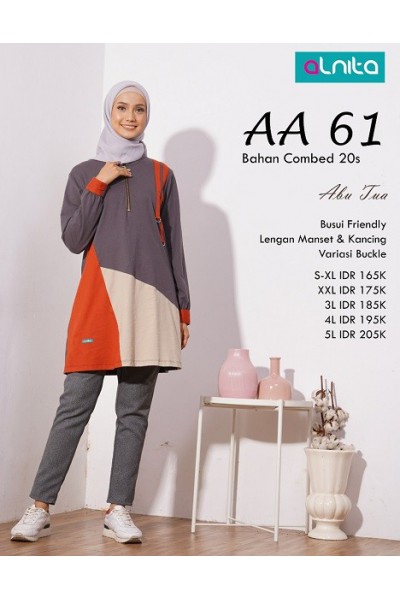 alnita
AA 61
Bahan Combed 20s
Abu Tua
Busui Friendly
Lengan Manset & Kancing
Variasi Buckle
S-XL IDR 165K
XXL IDR 175K
3L IDR 185K
4L IDR 195K
5L IDR 205K